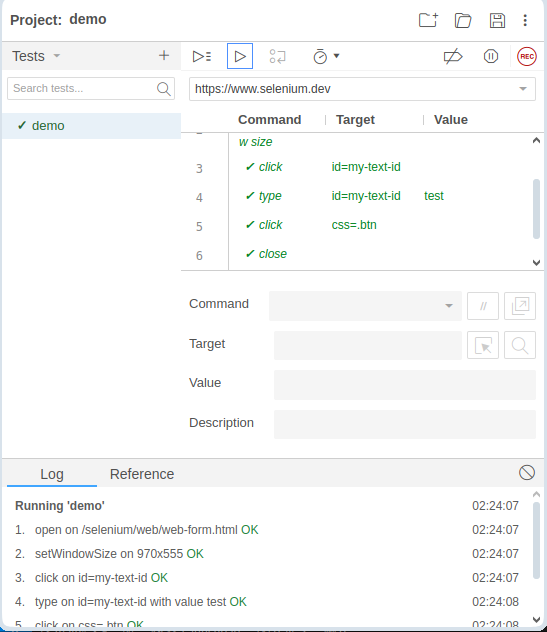 Project: demo
Tests
REC
Search tests...
https://www.selenium.dev
✓ demo
Command Target Value
w size
3 ✓ click id=my-text-id
4 ✓ type id=my-text-id test
5 ✓ click css=.btn
6 ✓ close
Command //
Target
Value
Description
Log Reference
Running 'demo' 02:24:07
1. open on /selenium/web/web-form.html OK 02:24:07
2. setWindowSize on 970x555 OK 02:24:07
3. click on id=my-text-id OK 02:24:07
4. type on id=my-text-id with value test OK 02:24:08
5. click on css=.btn OK 02:24:08